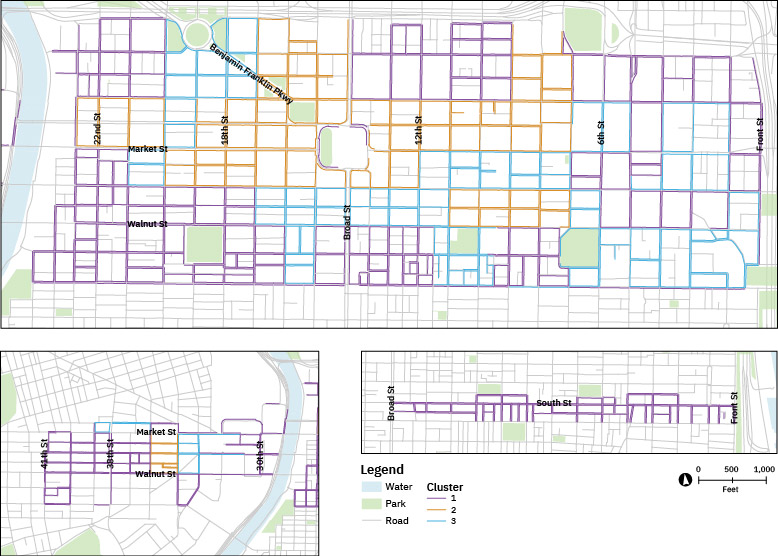 Benjamin Franklin Pkwy
22nd St
18th St
12th St
6th St
Front St
Market St
Walnut St
Broad St
Market St
41th St
38th St
30th St
Walnut St
Broad St
South St
Front St
Legend
Water
Park
Road
Cluster
1
2
3
0 500 1,000
Feet